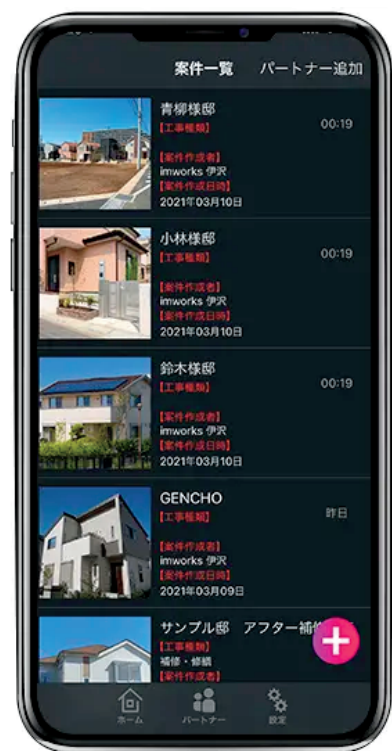 案件一覧 パートナー追加
青柳様邸
【工事種類】
00:19
【案件作成者】
imworks 伊沢
【案件作成日時】
2021年03月10日
小林様邸
【工事種類】
00:19
【案件作成者】
imworks 伊沢
【案件作成日時】
2021年03月10日
鈴木様邸
【工事種類】
00:19
【案件作成者】
imworks 伊沢
【案件作成日時】
2021年03月10日
GENCHO
【工事種類】
昨日
【案件作成者】
imworks 伊沢
【案件作成日時】
2021年03月09日
サンプル邸 アフター補修
【工事種類】
補修・修繕
【案件作成者】
ホーム パートナー 設定